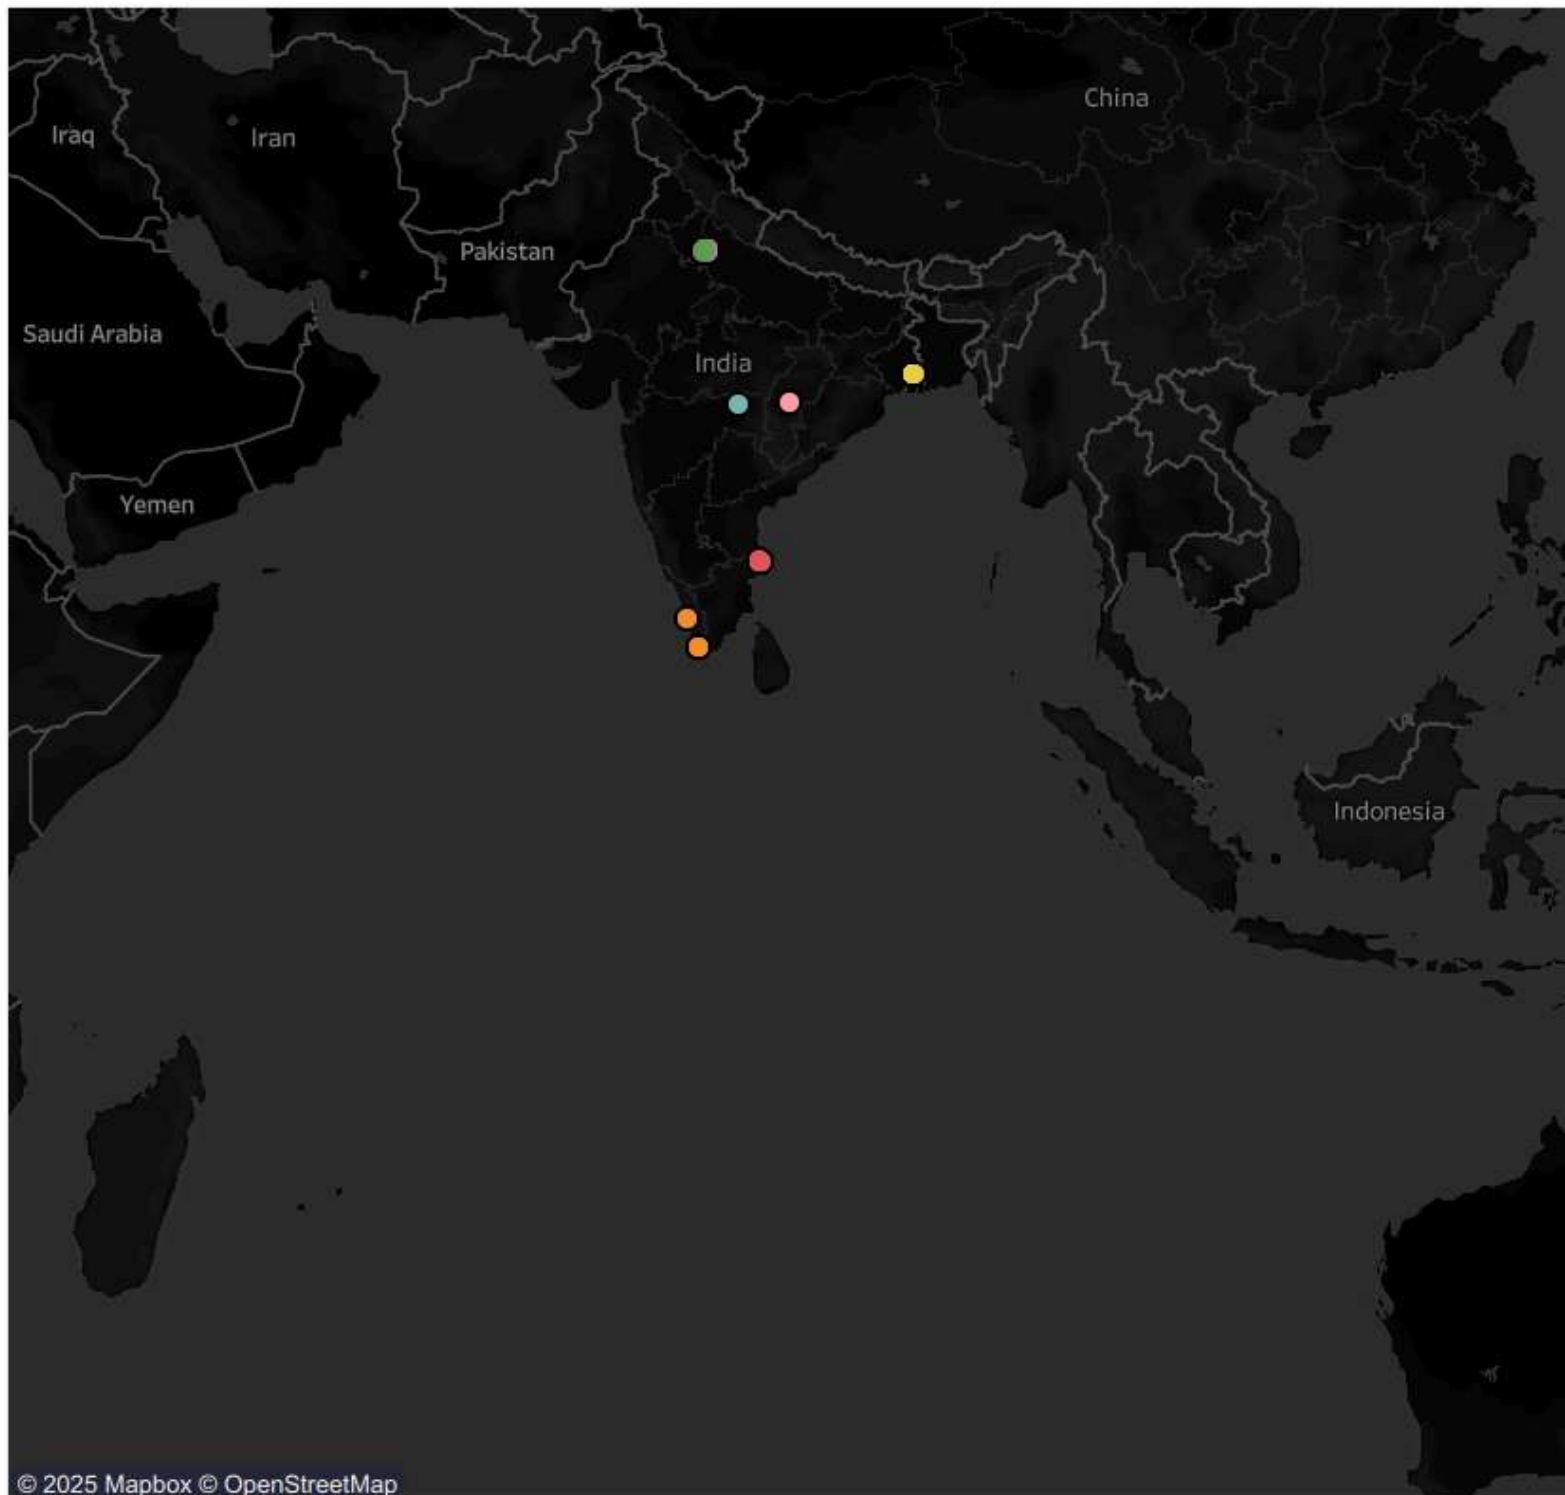 China
Iraq
Iran
Pakistan
Saudi Arabia
India
Yemen
Indonesia
© 2025 Mapbox © OpenStreetMap